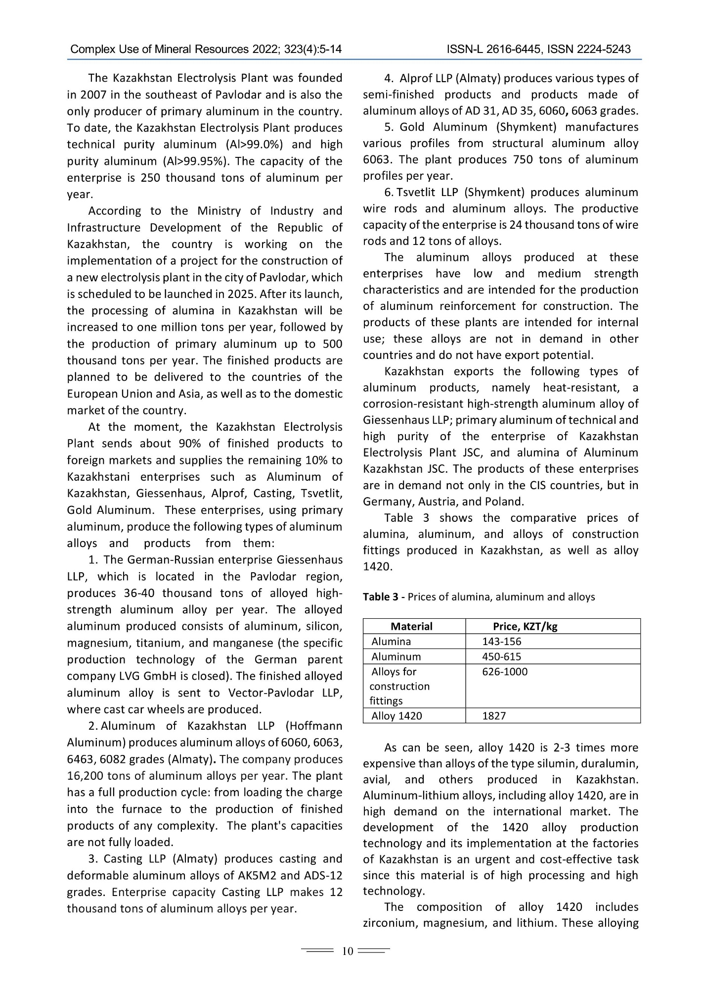 Complex Use of Mineral Resources 2022; 323(4):5-14 ISSN-L 2616-6445, ISSN 2224-5243
The Kazakhstan Electrolysis Plant was founded
in 2007 in the southeast of Pavlodar and is also the
only producer of primary aluminum in the country.
To date, the Kazakhstan Electrolysis Plant produces
technical purity aluminum (Al>99.0%) and high
purity aluminum (Al>99.95%). The capacity of the
enterprise is 250 thousand tons of aluminum per
year.
According to the Ministry of Industry and
Infrastructure Development of the Republic of
Kazakhstan, the country is working on the
implementation of a project for the construction of
a new electrolysis plant in the city of Pavlodar, which
is scheduled to be launched in 2025. After its launch,
the processing of alumina in Kazakhstan will be
increased to one million tons per year, followed by
the production of primary aluminum up to 500
thousand tons per year. The finished products are
planned to be delivered to the countries of the
European Union and Asia, as well as to the domestic
market of the country.
At the moment, the Kazakhstan Electrolysis
Plant sends about 90% of finished products to
foreign markets and supplies the remaining 10% to
Kazakhstani enterprises such as Aluminum of
Kazakhstan, Giessenhaus, Alprof, Casting, Tsvetlit,
Gold Aluminum. These enterprises, using primary
aluminum, produce the following types of aluminum
alloys and products from them:
1. The German-Russian enterprise Giessenhaus
LLP, which is located in the Pavlodar region,
produces 36-40 thousand tons of alloyed high-
strength aluminum alloy per year. The alloyed
aluminum produced consists of aluminum, silicon,
magnesium, titanium, and manganese (the specific
production technology of the German parent
company LVG GmbH is closed). The finished alloyed
aluminum alloy is sent to Vector-Pavlodar LLP,
where cast car wheels are produced.
2. Aluminum of Kazakhstan LLP (Hoffmann
Aluminum) produces aluminum alloys of 6060, 6063,
6463, 6082 grades (Almaty). The company produces
16,200 tons of aluminum alloys per year. The plant
has a full production cycle: from loading the charge
into the furnace to the production of finished
products of any complexity. The plant's capacities
are not fully loaded.
3. Casting LLP (Almaty) produces casting and
deformable aluminum alloys of AK5M2 and ADS-12
grades. Enterprise capacity Casting LLP makes 12
thousand tons of aluminum alloys per year.
4. Alprof LLP (Almaty) produces various types of
semi-finished products and products made of
aluminum alloys of AD 31, AD 35, 6060, 6063 grades.
5. Gold Aluminum (Shymkent) manufactures
various profiles from structural aluminum alloy
6063. The plant produces 750 tons of aluminum
profiles per year.
6. Tsvetlit LLP (Shymkent) produces aluminum
wire rods and aluminum alloys. The productive
capacity of the enterprise is 24 thousand tons of wire
rods and 12 tons of alloys.
The aluminum alloys produced at these
enterprises have low and medium strength
characteristics and are intended for the production
of aluminum reinforcement for construction. The
products of these plants are intended for internal
use; these alloys are not in demand in other
countries and do not have export potential.
Kazakhstan exports the following types of
aluminum products, namely heat-resistant, a
corrosion-resistant high-strength aluminum alloy of
Giessenhaus LLP; primary aluminum of technical and
high purity of the enterprise of Kazakhstan
Electrolysis Plant JSC, and alumina of Aluminum
Kazakhstan JSC. The products of these enterprises
are in demand not only in the CIS countries, but in
Germany, Austria, and Poland.
Table 3 shows the comparative prices of
alumina, aluminum, and alloys of construction
fittings produced in Kazakhstan, as well as alloy
1420.
Table 3 - Prices of alumina, aluminum and alloys
Material Price, KZT/kg
Alumina 143-156
Aluminum 450-615
Alloys for 626-1000
construction
fittings
Alloy 1420 1827
As can be seen, alloy 1420 is 2-3 times more
expensive than alloys of the type silumin, duralumin,
avial, and others produced in Kazakhstan.
Aluminum-lithium alloys, including alloy 1420, are in
high demand on the international market. The
development of the 1420 alloy production
technology and its implementation at the factories
of Kazakhstan is an urgent and cost-effective task
since this material is of high processing and high
technology.
The composition of alloy 1420 includes
zirconium, magnesium, and lithium. These alloying
10